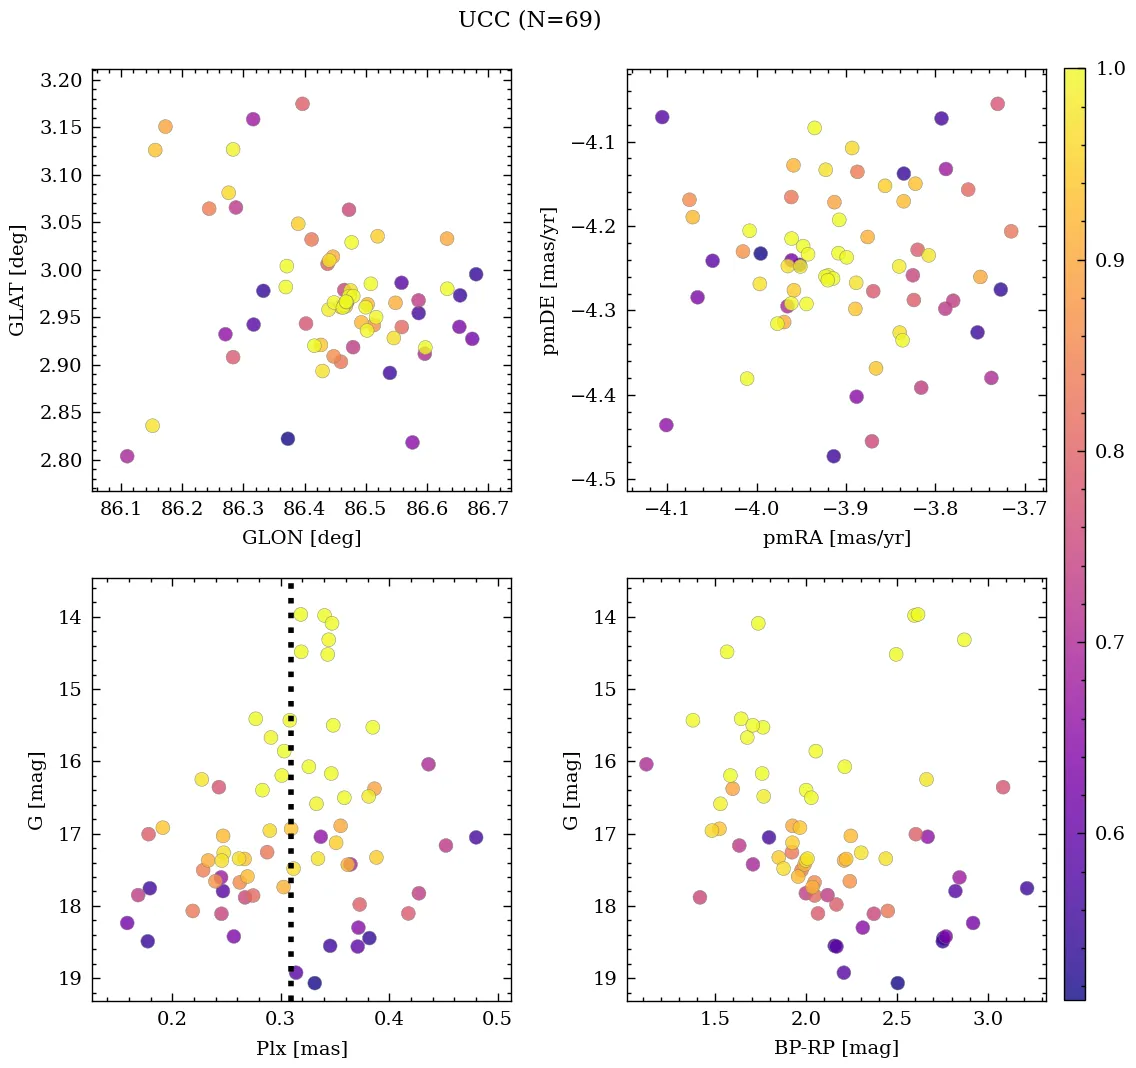 UCC (N=69)
3.20
3.15
3.10
3.05
3.00
2.95
2.90
2.85
2.80
GLAT [deg]
86.1 86.2 86.3 86.4 86.5 86.6 86.7
GLON [deg]
−4.1
−4.2
−4.3
−4.4
−4.5
pmDE [mas/yr]
−4.1 −4.0 −3.9 −3.8 −3.7
pmRA [mas/yr]
14
15
16
17
18
19
G [mag]
0.2 0.3 0.4 0.5
Plx [mas]
14
15
16
17
18
19
G [mag]
1.5 2.0 2.5 3.0
BP-RP [mag]
1.0
0.9
0.8
0.7
0.6